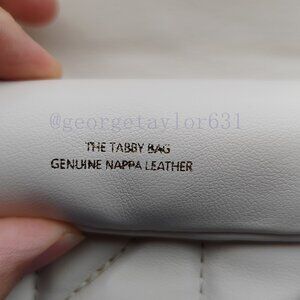 @georgetaylor631
THE TABBY BAG
GENUINE NAPPA LEATHER